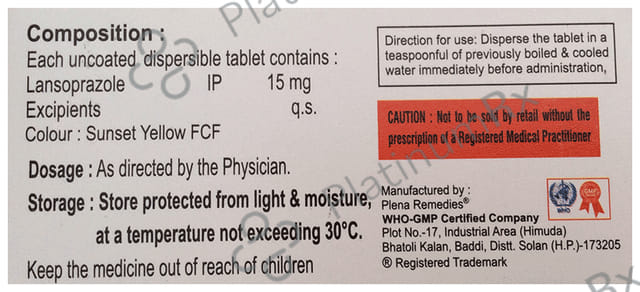 Composition :
Each uncoated dispersible tablet contains :
Lansoprazole IP 15 mg
Excipients q.s.
Colour : Sunset Yellow FCF
Dosage : As directed by the Physician.
Storage : Store protected from light & moisture,
at a temperature not exceeding 30°C.
Keep the medicine out of reach of children
Direction for use: Disperse the tablet in a
teaspoonful of previously boiled & cooled
water immediately before administration,
CAUTION : Not to be sold by retail without the
prescription of a Registered Medical Practitioner
Manufactured by :
Plena Remedies®
WHO-GMP Certified Company
Plot No.-17, Industrial Area (Himuda)
Bhatoli Kalan, Baddi, Distt. Solan (H.P.)-173205
® Registered Trademark
WHO
GMP
Platinum Rx